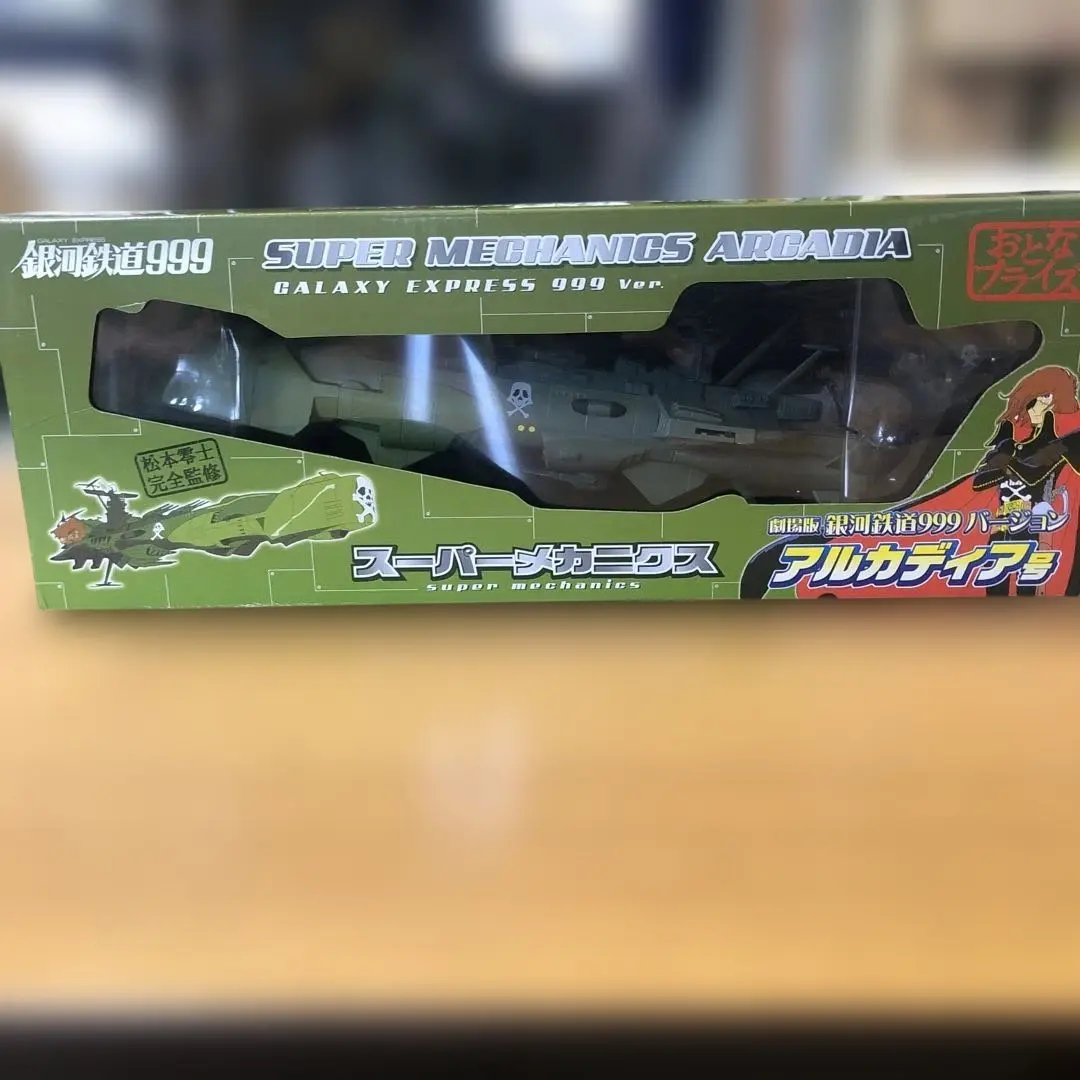 GALAXY EXPRESS
銀河鉄道999
SUPER MECHANICS ARCADIA
GALAXY EXPRESS 999 Ver.
おとな
プライズ
松本零士
完全監修
スーパーメカニクス
super mechanics
劇場版 銀河鉄道999 バージョン
アルカディア号